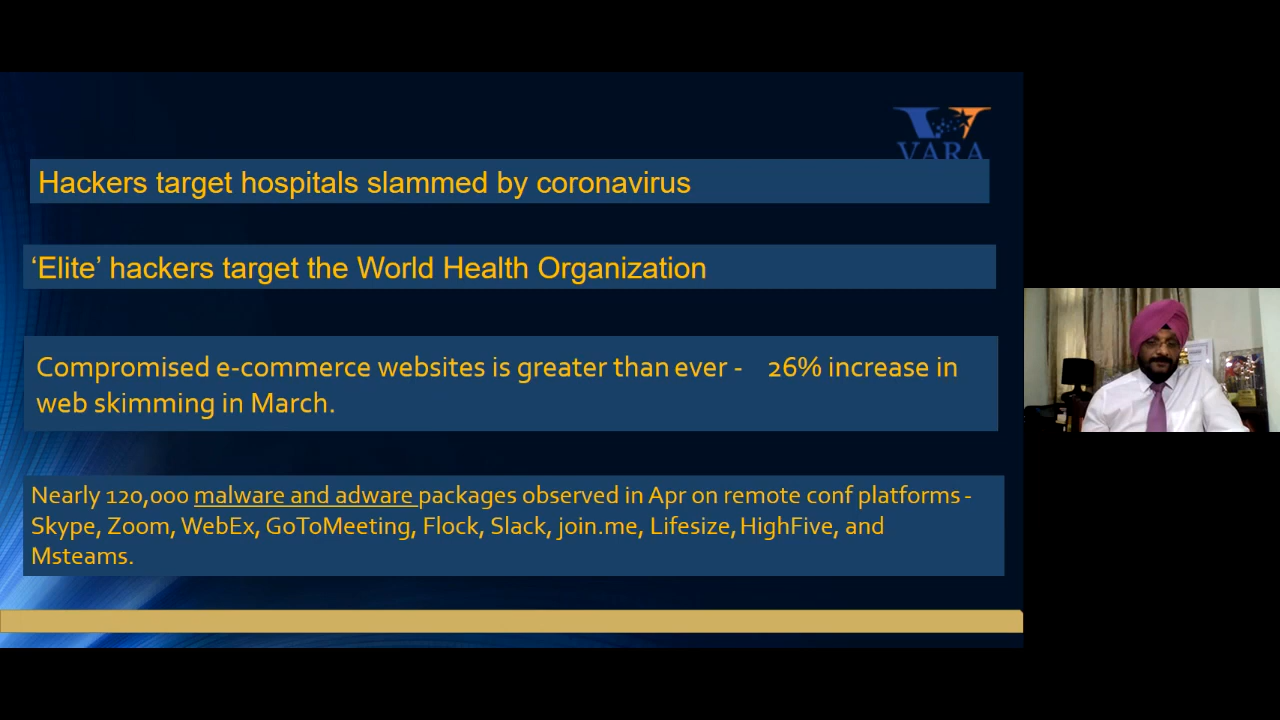 VARA
Hackers target hospitals slammed by coronavirus
‘Elite’ hackers target the World Health Organization
Compromised e-commerce websites is greater than ever - 26% increase in
web skimming in March.
Nearly 120,000 malware and adware packages observed in Apr on remote conf platforms -
Skype, Zoom, WebEx, GoToMeeting, Flock, Slack, join.me, Lifesize, HighFive, and
Msteams.